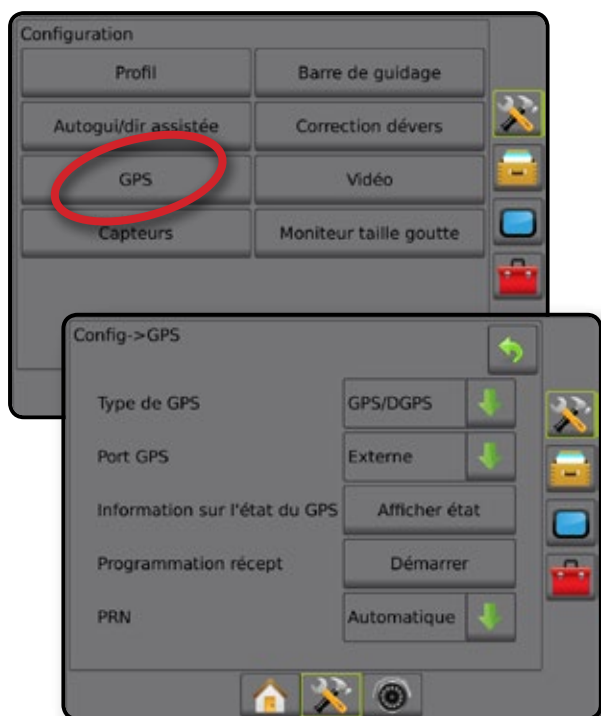 Configuration
Profil
Barre de guidage
Autogui/dir assistée
Correction dévers
GPS
Vidéo
Capteurs
Moniteur taille goutte
Config->GPS
Type de GPS
GPS/DGPS
Port GPS
Externe
Information sur l'état du GPS
Afficher état
Programmation récept
Démarrer
PRN
Automatique